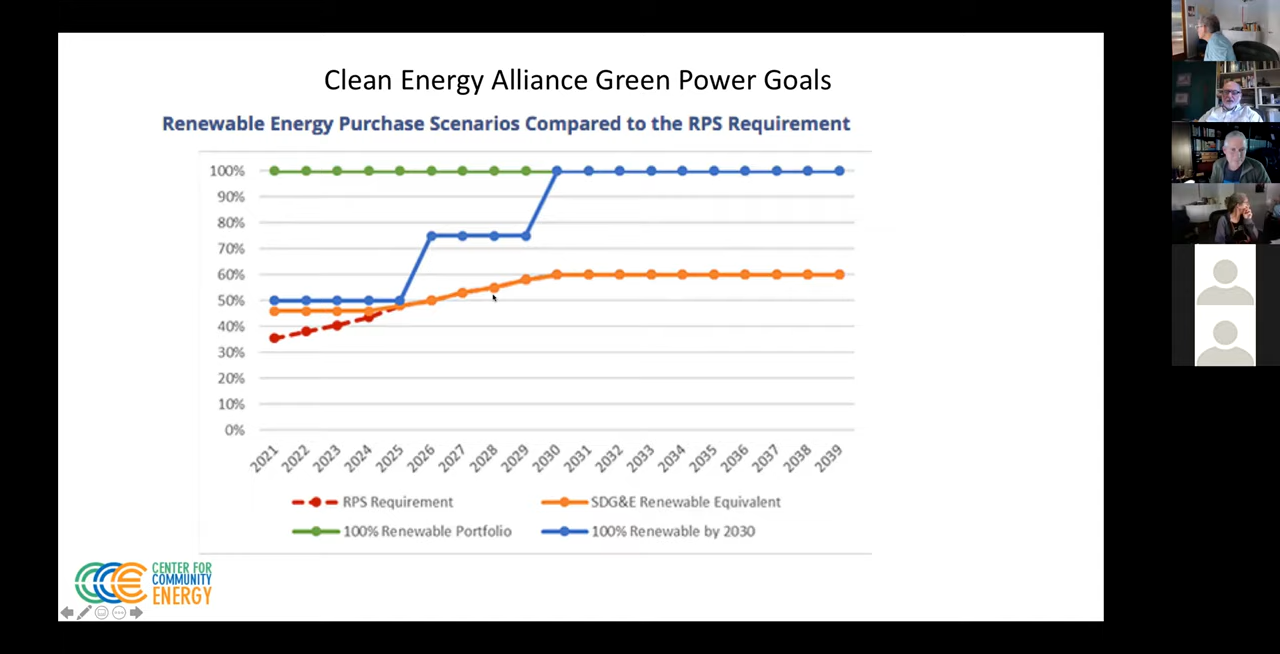 Clean Energy Alliance Green Power Goals
Renewable Energy Purchase Scenarios Compared to the RPS Requirement
100%
90%
80%
70%
60%
50%
40%
30%
20%
10%
0%
2021 2022 2023 2024 2025 2026 2027 2028 2029 2030 2031 2032 2033 2034 2035 2036 2037 2038 2039
RPS Requirement SDG&E Renewable Equivalent
100% Renewable Portfolio 100% Renewable by 2030
CENTER FOR
COMMUNITY
ENERGY